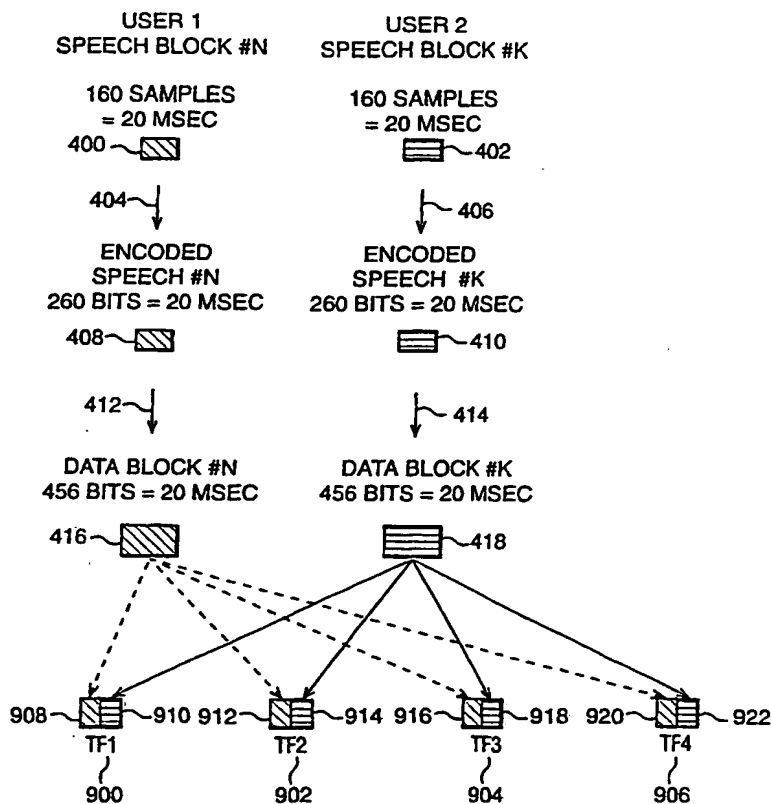 USER 1
SPEECH BLOCK #N
USER 2
SPEECH BLOCK #K
160 SAMPLES
= 20 MSEC
160 SAMPLES
= 20 MSEC
400
402
404
406
ENCODED
SPEECH #N
260 BITS = 20 MSEC
ENCODED
SPEECH #K
260 BITS = 20 MSEC
408
410
412
414
DATA BLOCK #N
456 BITS = 20 MSEC
DATA BLOCK #K
456 BITS = 20 MSEC
416
418
908
910
912
914
916
918
920
922
TF1
TF2
TF3
TF4
900
902
904
906